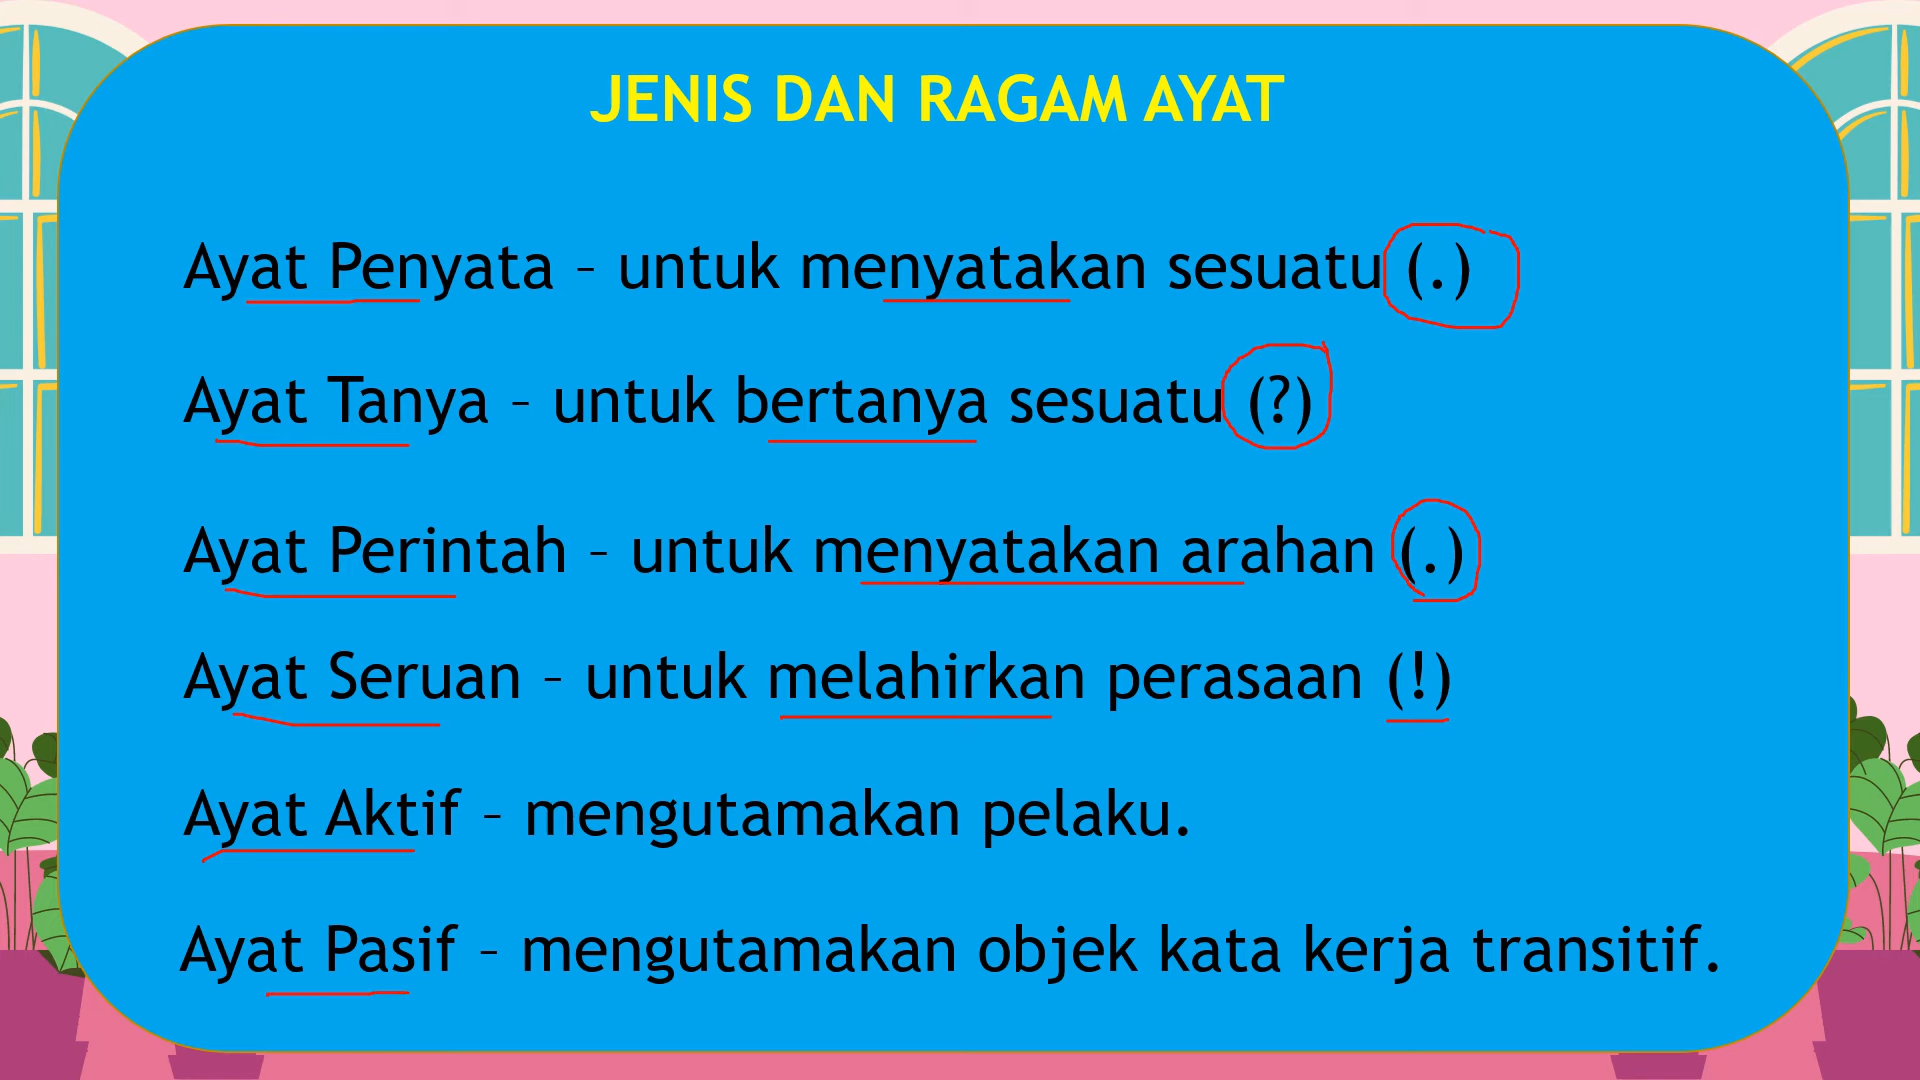 JENIS DAN RAGAM AYAT
Ayat Penyata – untuk menyatakan sesuatu (.)
Ayat Tanya – untuk bertanya sesuatu (?)
Ayat Perintah – untuk menyatakan arahan (.)
Ayat Seruan – untuk melahirkan perasaan (!)
Ayat Aktif – mengutamakan pelaku.
Ayat Pasif – mengutamakan objek kata kerja transitif.